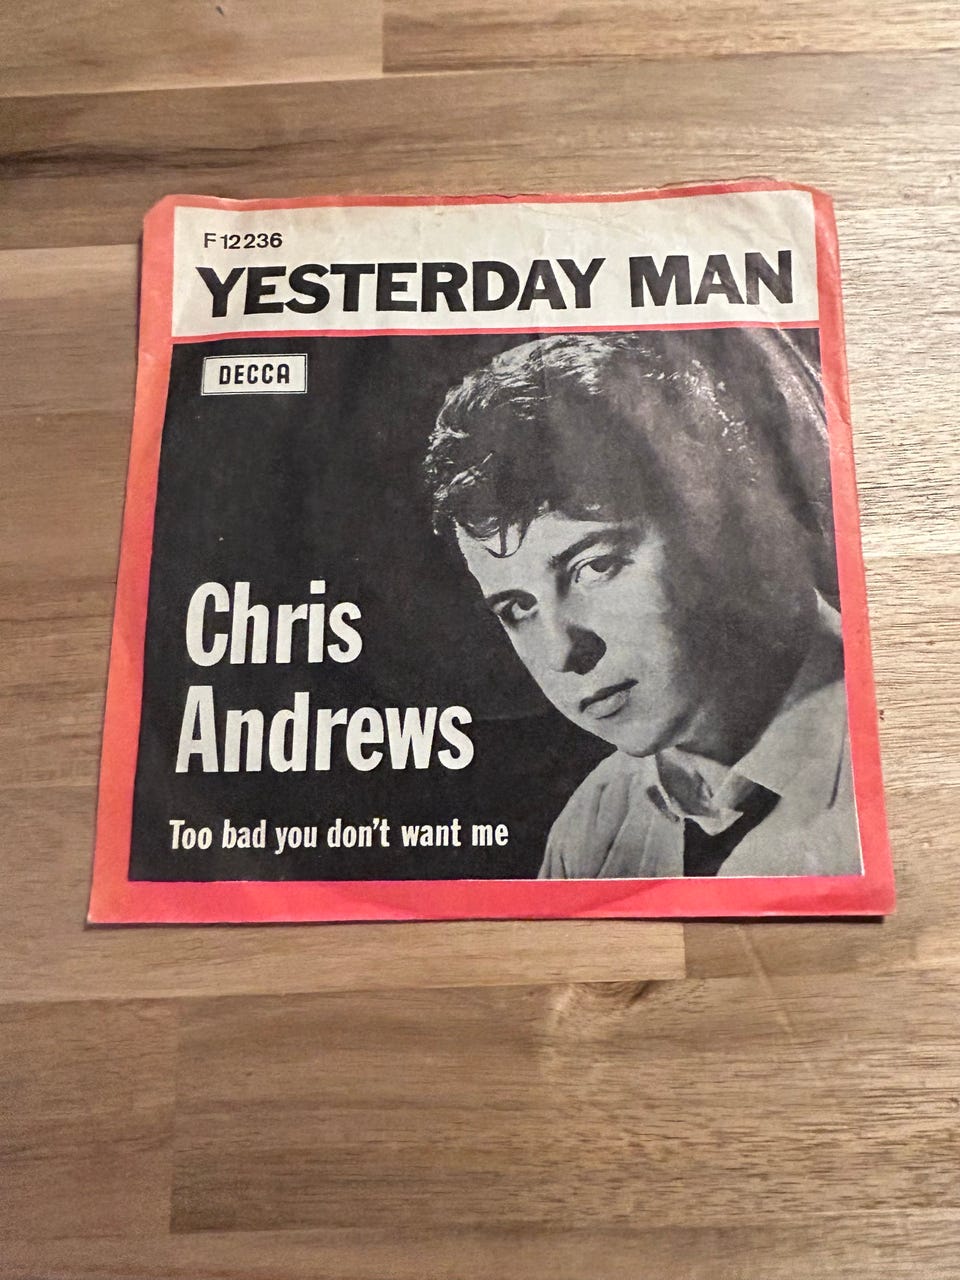 F 12236
YESTERDAY MAN
DECCA
Chris
Andrews
Too bad you don't want me